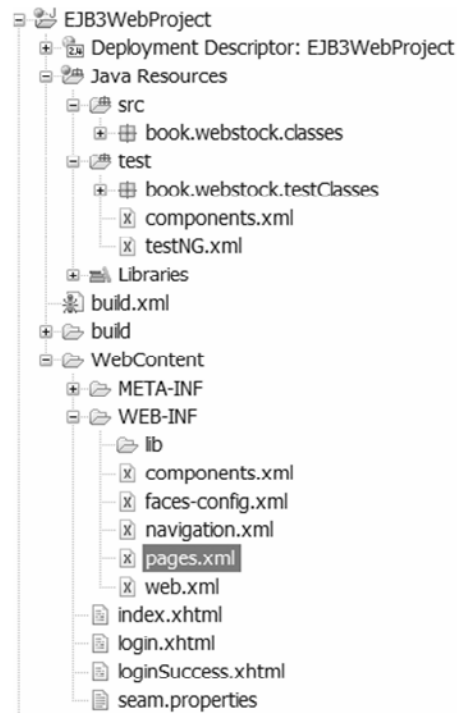 EJB3WebProject
Deployment Descriptor: EJB3WebProject
Java Resources
src
book.webstock.classes
test
book.webstock.testClasses
components.xml
testNG.xml
Libraries
build.xml
build
WebContent
META-INF
WEB-INF
lib
components.xml
faces-config.xml
navigation.xml
pages.xml
web.xml
index.xhtml
login.xhtml
loginSuccess.xhtml
seam.properties